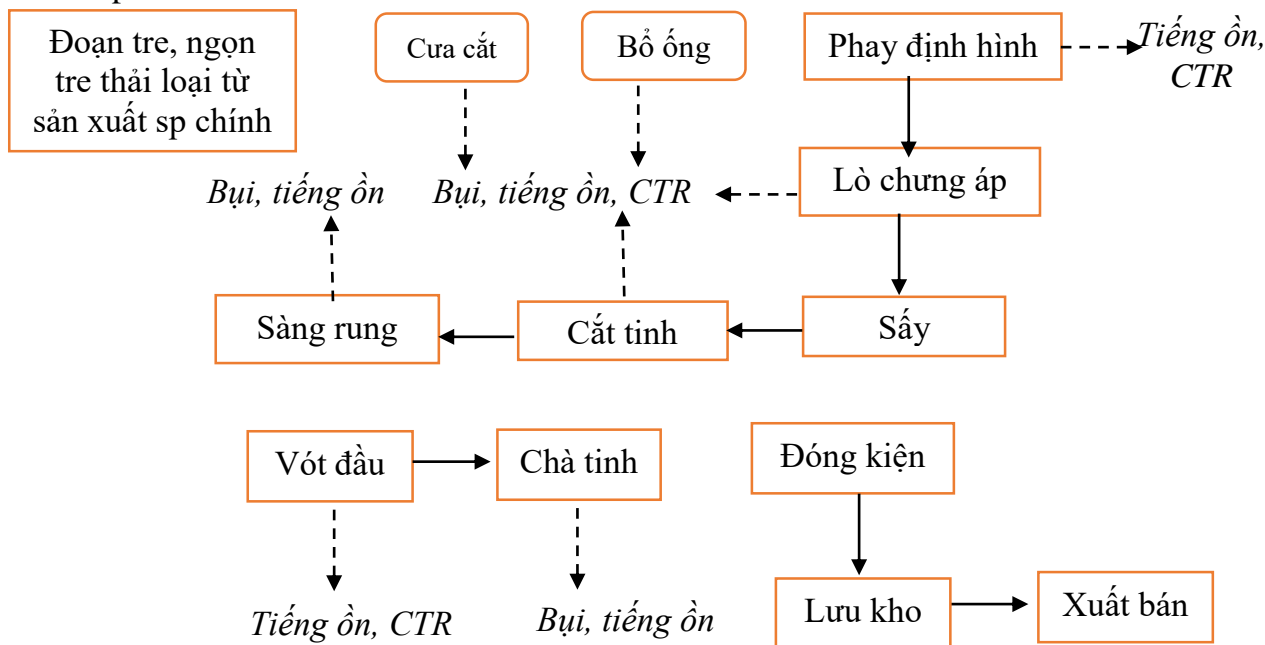 Đoạn tre, ngọn
tre thải loại từ
sản xuất sp chính
Cưa cắt
Bổ ống
Phay định hình
Tiếng ồn,
CTR
Bụi, tiếng ồn
Bụi, tiếng ồn, CTR
Lò chưng áp
Sàng rung
Cắt tinh
Sấy
Vót đầu
Chà tinh
Đóng kiện
Tiếng ồn, CTR
Bụi, tiếng ồn
Lưu kho
Xuất bán